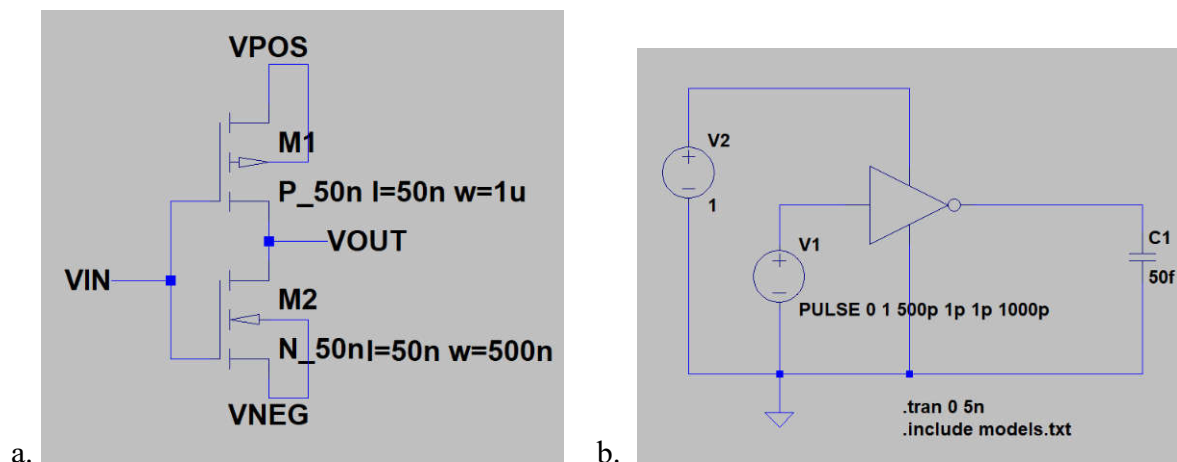 VPOS
M1
P_50n l=50n w=1u
VOUT
VIN
M2
N_50n l=50n w=500n
VNEG
a.
V2
1
V1
PULSE 0 1 500p 1p 1p 1000p
C1
50f
.tran 0 5n
.include models.txt
b.